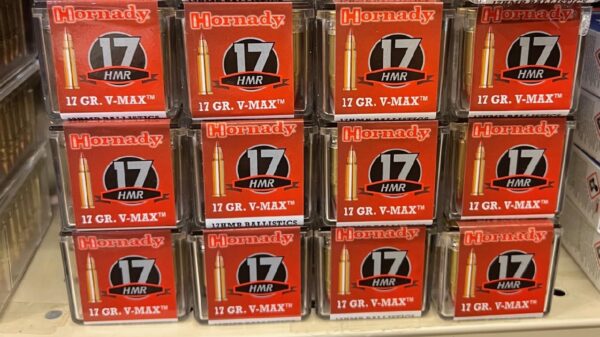 Hornady
17
HMR
17 GR. V-MAX™
Hornady
17
HMR
17 GR. V-MAX™
Hornady
17
HMR
17 GR. V-MAX™
Hornady
17
HMR
17 GR. V-MAX™
17HMR BALLISTICS
Hornady
17
HMR
17 GR. V-MAX™
Hornady
17
HMR
17 GR. V-MAX™
17HMR BALLISTICS
Hornady
17
HMR
17 GR. V-MAX™
Hornady
17
HMR
17 GR. V-MAX™
Hornady
17
HMR
17 GR. V-MAX™
Hornady
17
HMR
17 GR. V-MAX™
Hornady
17
HMR
17 GR. V-MAX™
Hornady
17
HMR
17 GR. V-MAX™